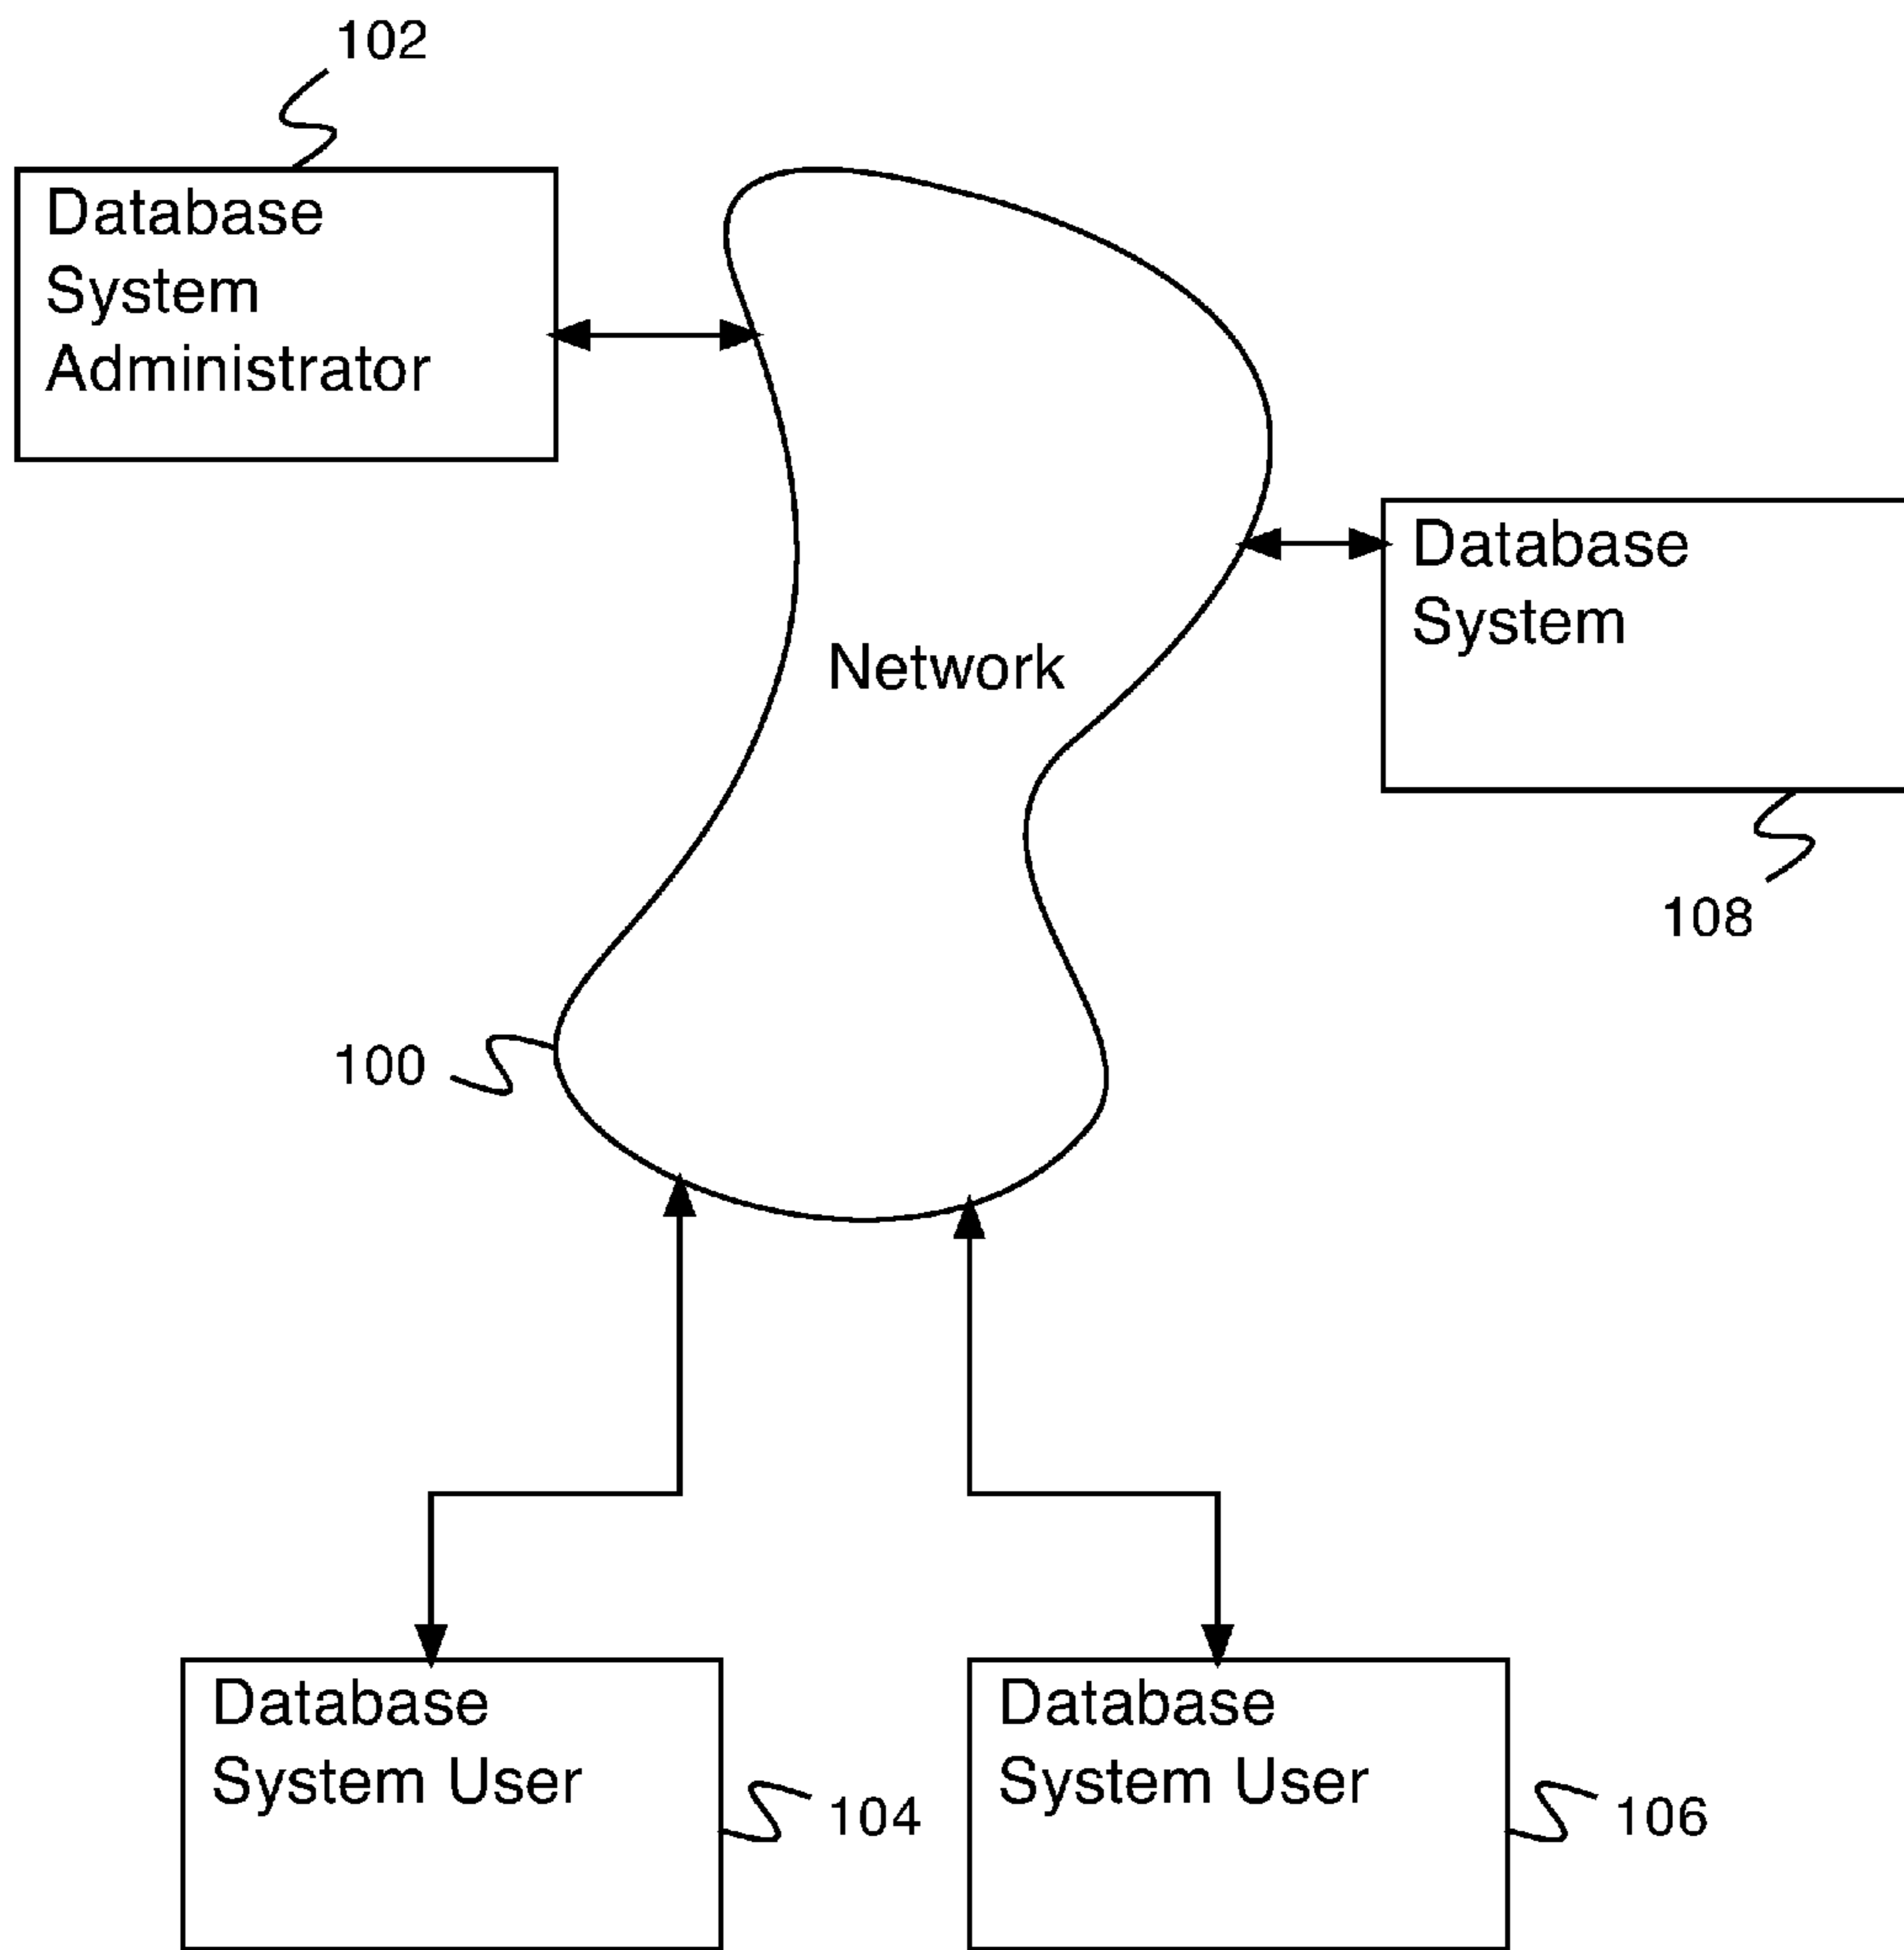 102
Database
System
Administrator
Database
System
Network
108
100
Database
System User
104
Database
System User
106